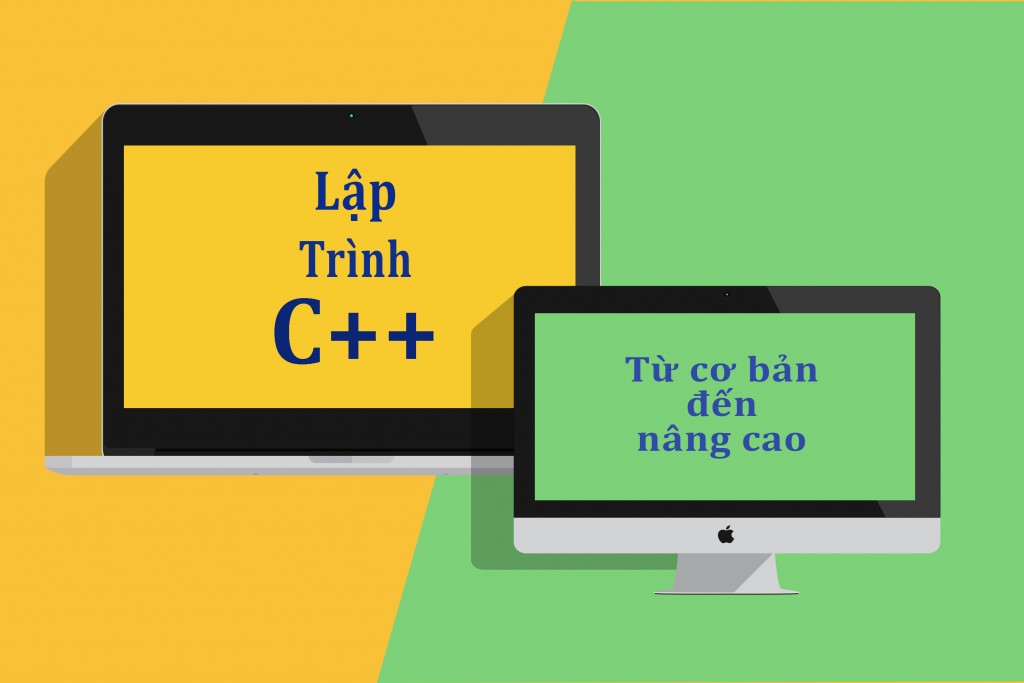 Lập
Trình
C++
Từ cơ bản
đến
nâng cao